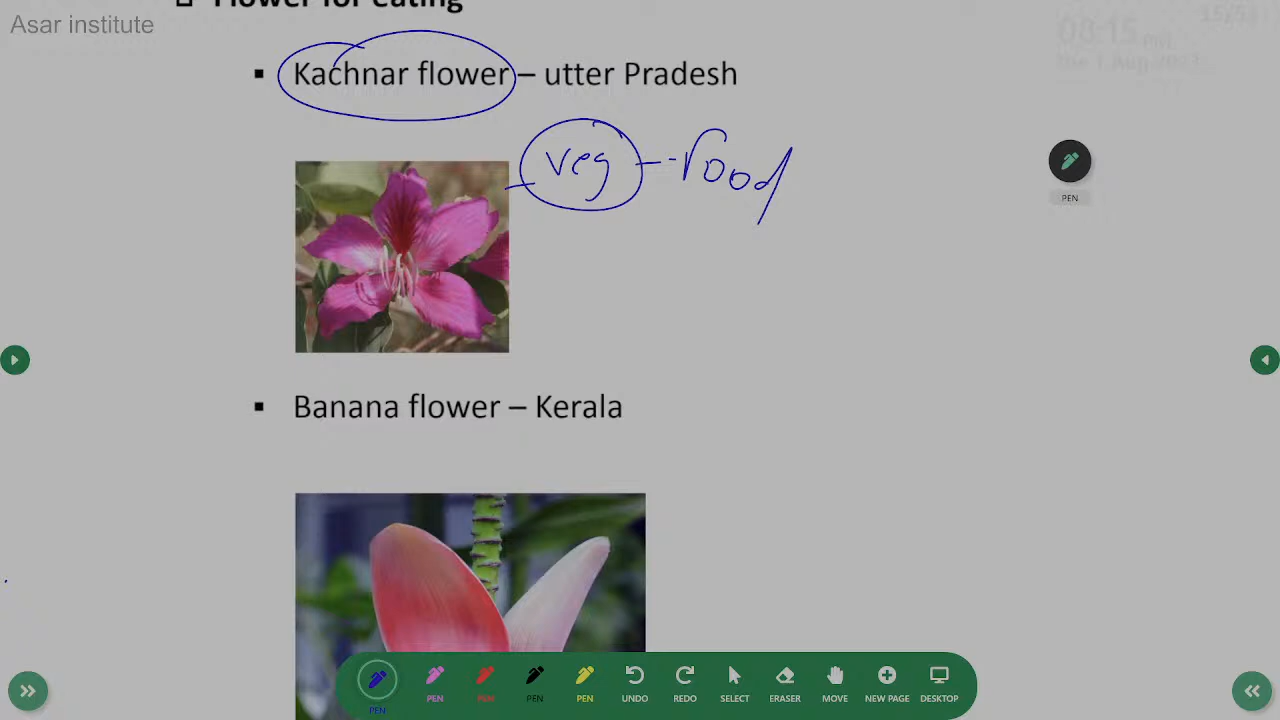 Asar institute
Flower for eating
▪ Kachnar flower – utter Pradesh
veg - food
▪ Banana flower – Kerala
PEN
PEN
PEN
PEN
PEN
PEN
UNDO
REDO
SELECT
ERASER
MOVE
NEW PAGE
DESKTOP